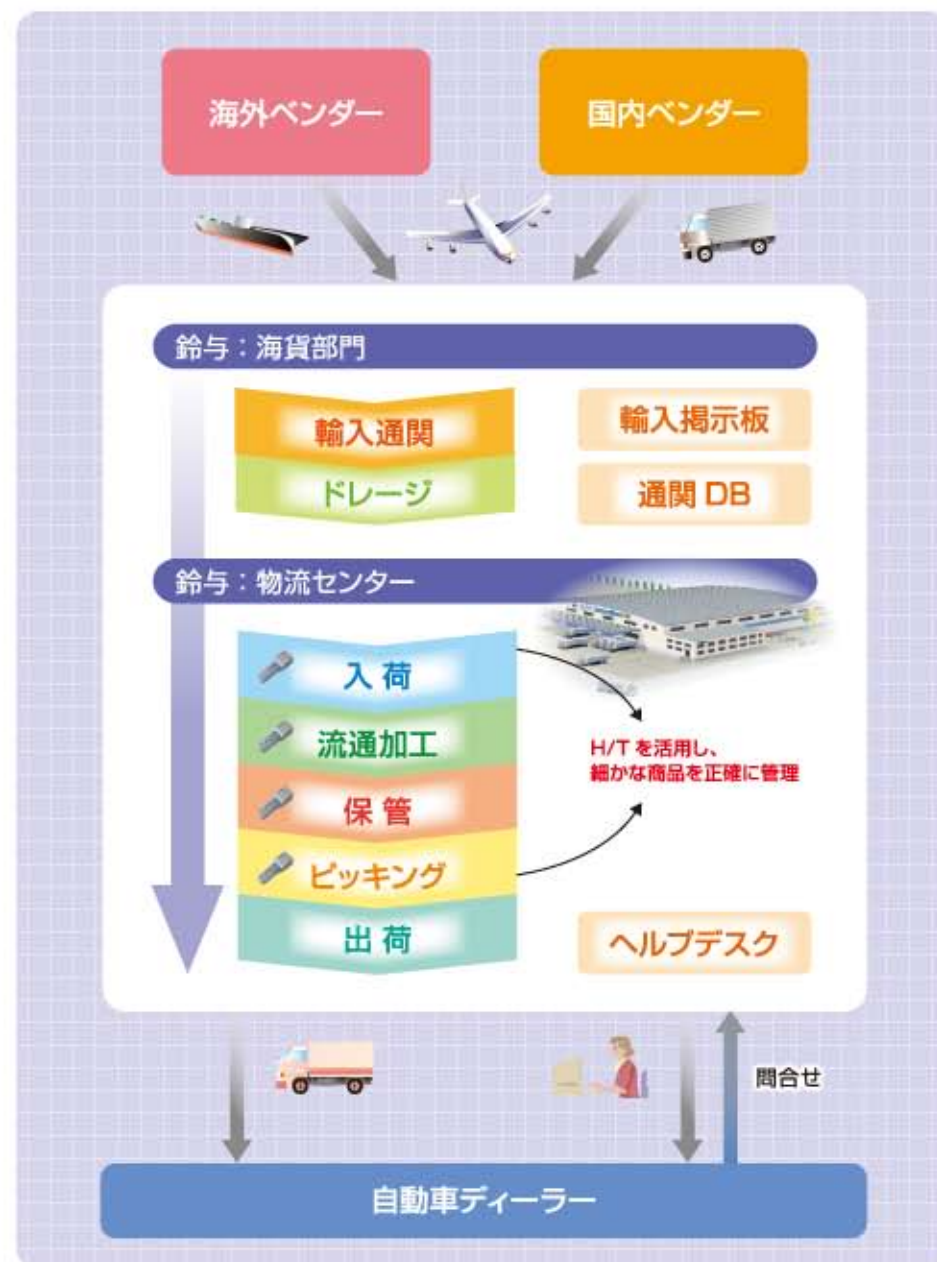 海外ベンダー
国内ベンダー
鈴与：海貨部門
輸入通関
ドレージ
輸入掲示板
通関 DB
鈴与：物流センター
入 荷
流通加工
保 管
ピッキング
出 荷
H/T を活用し、
細かな商品を正確に管理
ヘルプデスク
問合せ
自動車ディーラー